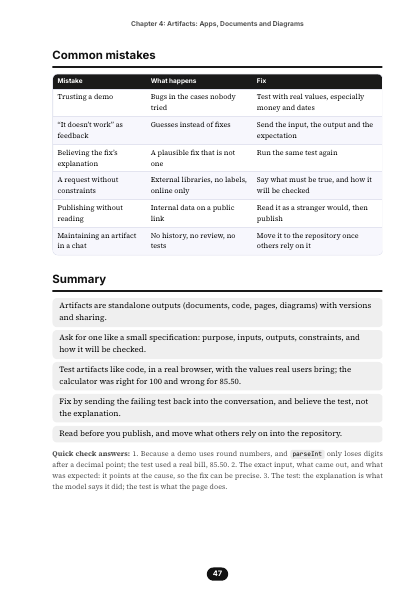 Chapter 4: Artifacts: Apps, Documents and Diagrams
Common mistakes
Mistake What happens Fix
Trusting a demo Bugs in the cases nobody tried Test with real values, especially money and dates
“It doesn’t work” as feedback Guesses instead of fixes Send the input, the output and the expectation
Believing the fix’s explanation A plausible fix that is not one Run the same test again
A request without constraints External libraries, no labels, online only Say what must be true, and how it will be checked
Publishing without reading Internal data on a public link Read it as a stranger would, then publish
Maintaining an artifact in a chat No history, no review, no tests Move it to the repository once others rely on it
Summary
Artifacts are standalone outputs (documents, code, pages, diagrams) with versions
and sharing.
Ask for one like a small specification: purpose, inputs, outputs, constraints, and
how it will be checked.
Test artifacts like code, in a real browser, with the values real users bring; the
calculator was right for 100 and wrong for 85.50.
Fix by sending the failing test back into the conversation, and believe the test, not
the explanation.
Read before you publish, and move what others rely on into the repository.
Quick check answers: 1. Because a demo uses round numbers, and parseInt only loses digits
after a decimal point; the test used a real bill, 85.50. 2. The exact input, what came out, and what
was expected: it points at the cause, so the fix can be precise. 3. The test: the explanation is what
the model says it did; the test is what the page does.
47